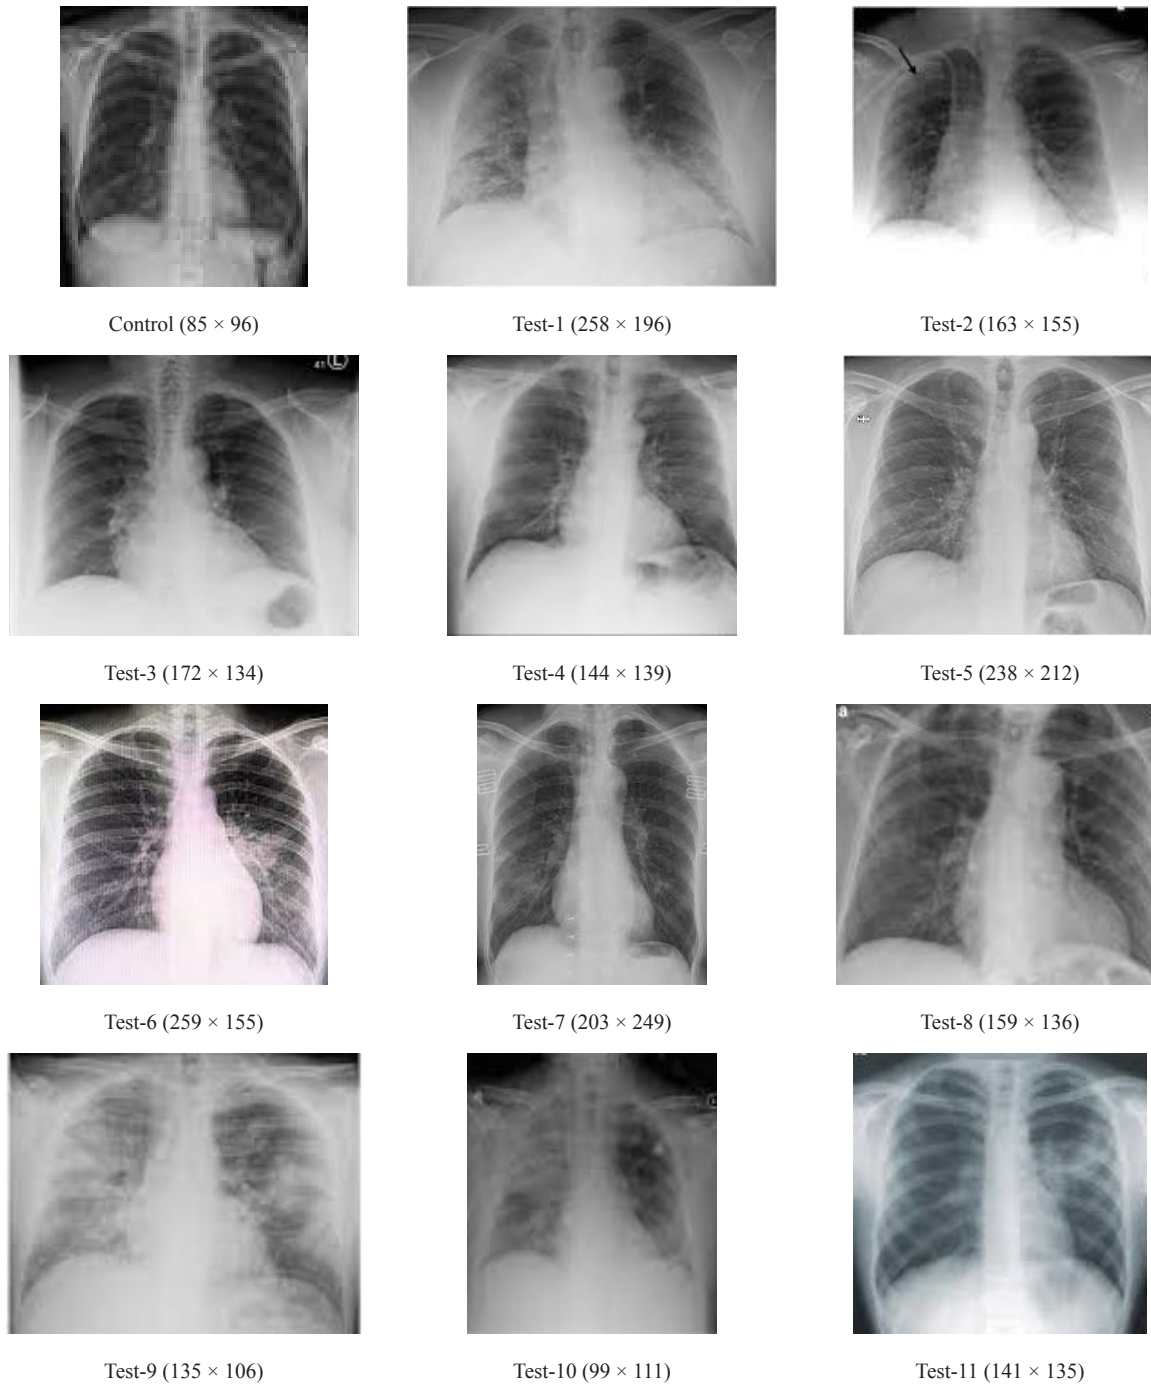 Control (85 × 96)
Test-1 (258 × 196)
Test-2 (163 × 155)
41 L
Test-3 (172 × 134)
Test-4 (144 × 139)
Test-5 (238 × 212)
a
Test-6 (259 × 155)
Test-7 (203 × 249)
Test-8 (159 × 136)
Test-9 (135 × 106)
Test-10 (99 × 111)
Test-11 (141 × 135)